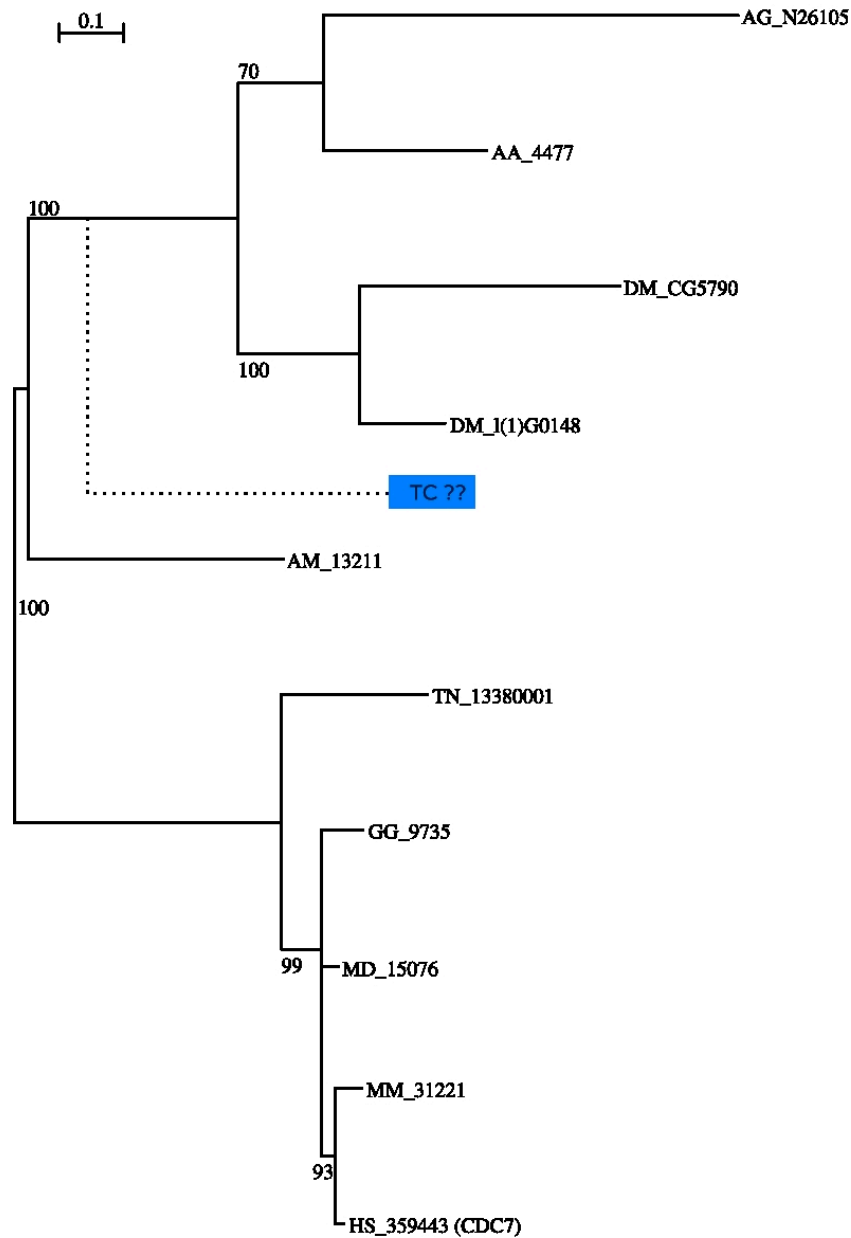 0.1
AG_N26105
70
AA_4477
100
DM_CG5790
100
DM_l(1)G0148
TC ??
AM_13211
100
TN_13380001
GG_9735
99
MD_15076
MM_31221
93
HS_359443 (CDC7)